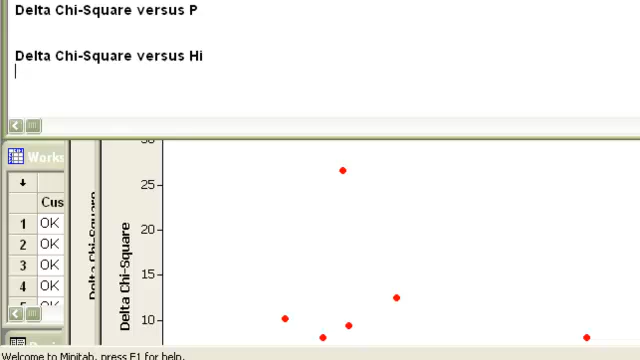 Delta Chi-Square versus P
Delta Chi-Square versus Hi
Works
Cus
1 OK
2 OK
3 OK
4 OK
Delta Chi-Square
Delta Chi-Square
25
20
15
10
Welcome to Minitab, press F1 for help.